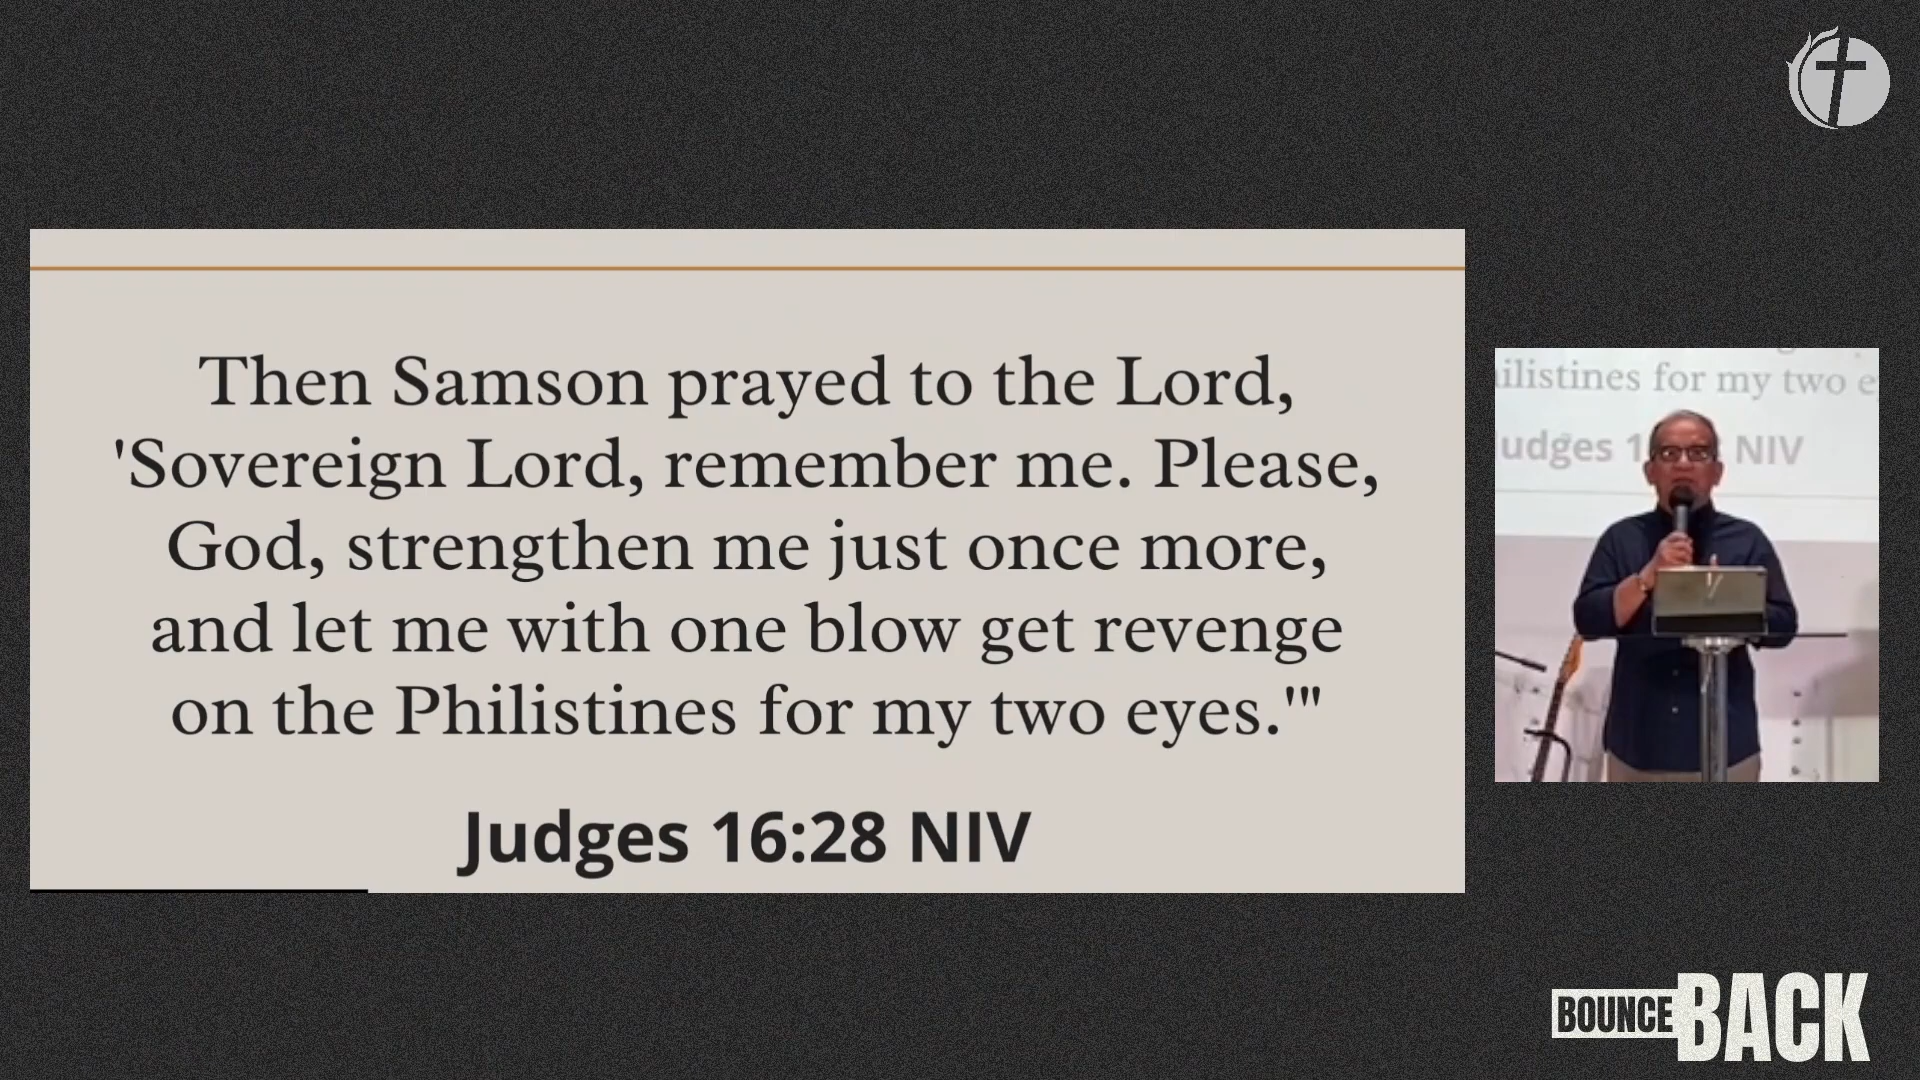 Then Samson prayed to the Lord,
'Sovereign Lord, remember me. Please,
God, strengthen me just once more,
and let me with one blow get revenge
on the Philistines for my two eyes.'"
Judges 16:28 NIV
ilistines for my two e
udges 1
NIV
BOUNCE BACK